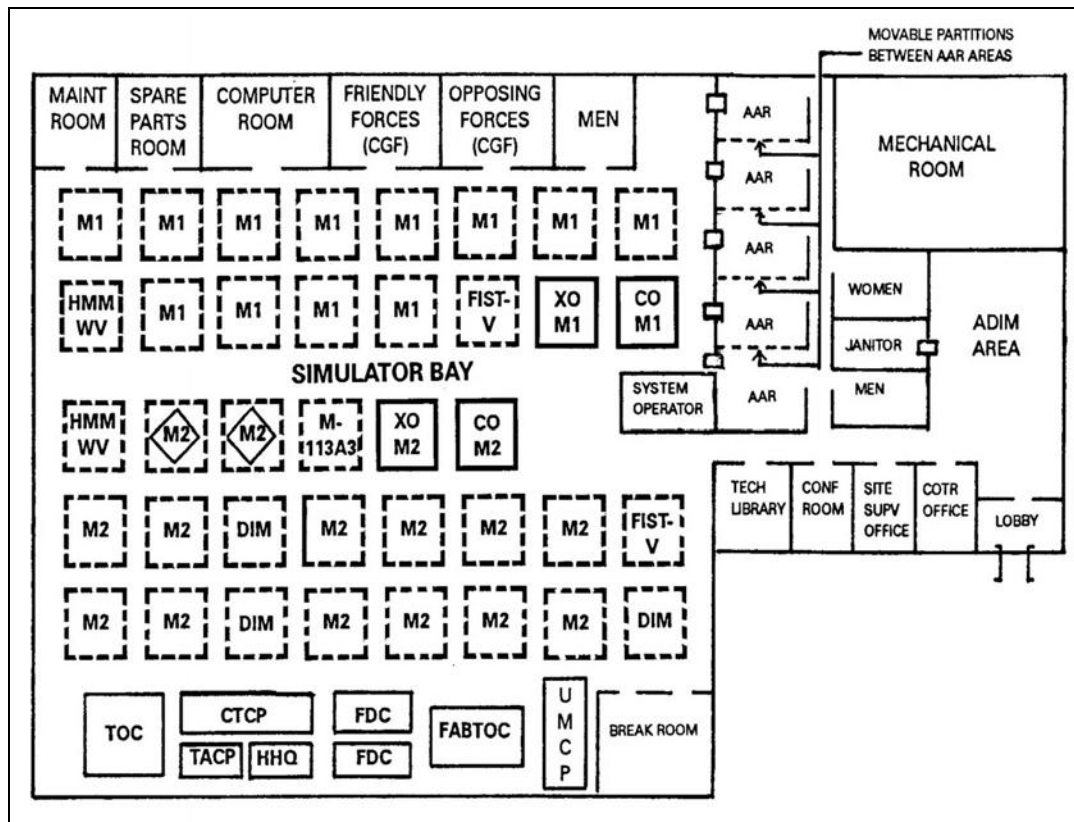 MOVABLE PARTITIONS
BETWEEN AAR AREAS
MAINT
ROOM
SPARE
PARTS
ROOM
COMPUTER
ROOM
FRIENDLY
FORCES
(CGF)
OPPOSING
FORCES
(CGF)
MEN
AAR
AAR
AAR
AAR
AAR
MECHANICAL
ROOM
M1
M1
M1
M1
M1
M1
M1
M1
HMM
WV
M1
M1
M1
M1
FIST-
V
XO
M1
CO
M1
WOMEN
JANITOR
MEN
ADIM
AREA
SIMULATOR BAY
SYSTEM
OPERATOR
HMM
WV
M2
M2
M-
113A3
XO
M2
CO
M2
TECH
LIBRARY
CONF
ROOM
SITE
SUPV
OFFICE
COTR
OFFICE
LOBBY
M2
M2
DIM
M2
M2
M2
M2
FIST-
V
M2
M2
DIM
M2
M2
M2
M2
DIM
TOC
CTCP
TACP
HHQ
FDC
FDC
FABTOC
U
M
C
P
BREAK ROOM